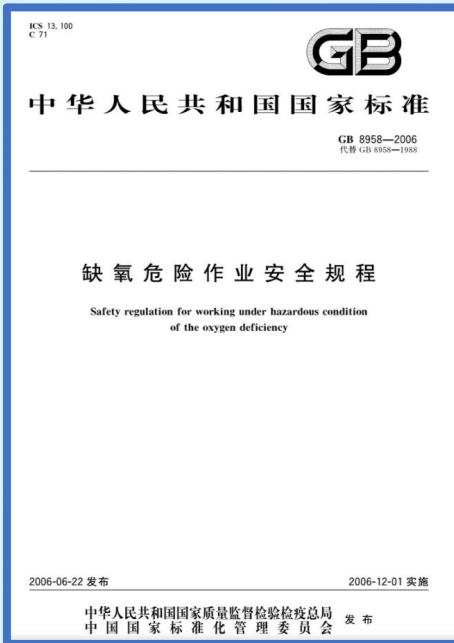 ICS 13.100
C 71
GB
中华人民共和国国家标准
GB 8958—2006
代替 GB 8958—1988
缺氧危险作业安全规程
Safety regulation for working under hazardous condition
of the oxygen deficiency
2006-06-22 发布
2006-12-01 实施
中华人民共和国国家质量监督检验检疫总局
中国国家标准化管理委员会
发布